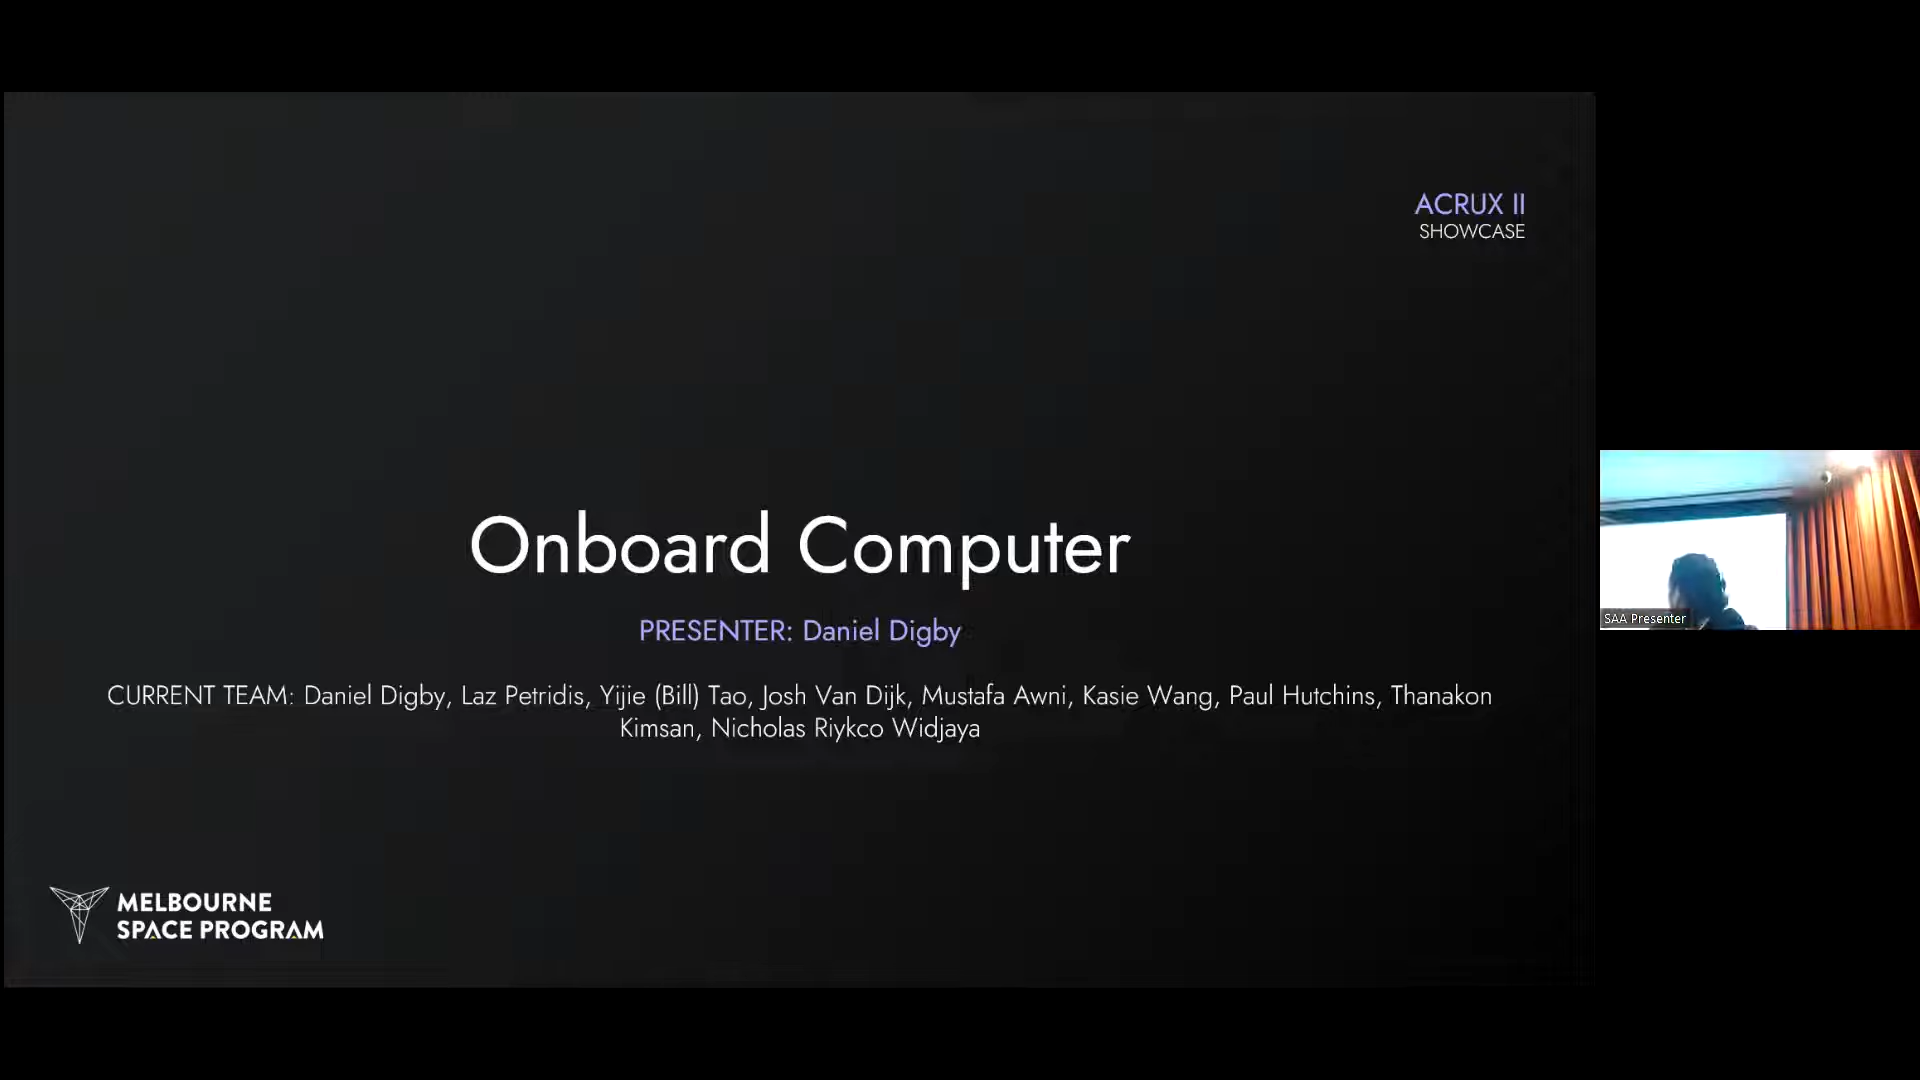 ACRUX II
SHOWCASE
Onboard Computer
PRESENTER: Daniel Digby
CURRENT TEAM: Daniel Digby, Laz Petridis, Yijie (Bill) Tao, Josh Van Dijk, Mustafa Awni, Kasie Wang, Paul Hutchins, Thanakon
Kimsan, Nicholas Riykco Widjaya
MELBOURNE
SPACE PROGRAM
SAA Presenter